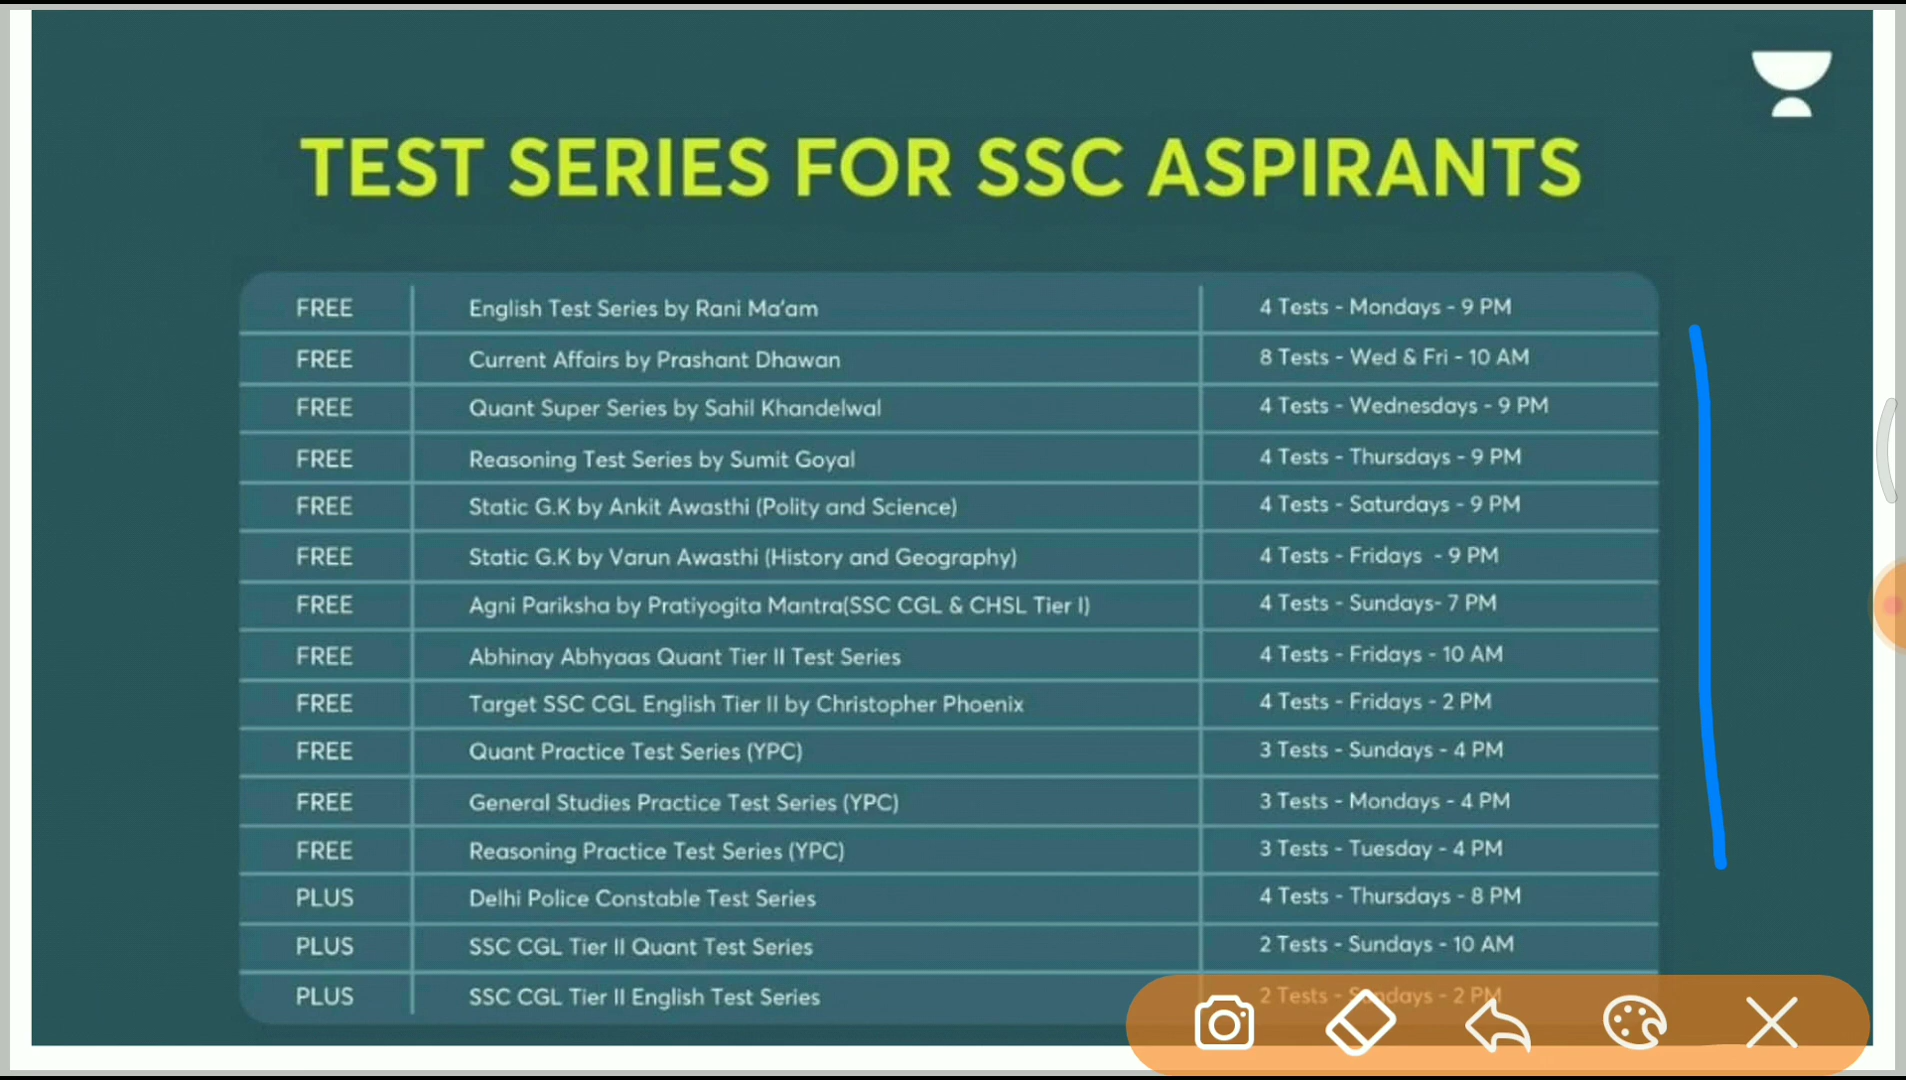 TEST SERIES FOR SSC ASPIRANTS
FREE English Test Series by Rani Ma'am 4 Tests - Mondays - 9 PM
FREE Current Affairs by Prashant Dhawan 8 Tests - Wed & Fri - 10 AM
FREE Quant Super Series by Sahil Khandelwal 4 Tests - Wednesdays - 9 PM
FREE Reasoning Test Series by Sumit Goyal 4 Tests - Thursdays - 9 PM
FREE Static G.K by Ankit Awasthi (Polity and Science) 4 Tests - Saturdays - 9 PM
FREE Static G.K by Varun Awasthi (History and Geography) 4 Tests - Fridays - 9 PM
FREE Agni Pariksha by Pratiyogita Mantra(SSC CGL & CHSL Tier I) 4 Tests - Sundays- 7 PM
FREE Abhinay Abhyaas Quant Tier II Test Series 4 Tests - Fridays - 10 AM
FREE Target SSC CGL English Tier II by Christopher Phoenix 4 Tests - Fridays - 2 PM
FREE Quant Practice Test Series (YPC) 3 Tests - Sundays - 4 PM
FREE General Studies Practice Test Series (YPC) 3 Tests - Mondays - 4 PM
FREE Reasoning Practice Test Series (YPC) 3 Tests - Tuesday - 4 PM
PLUS Delhi Police Constable Test Series 4 Tests - Thursdays - 8 PM
PLUS SSC CGL Tier II Quant Test Series 2 Tests - Sundays - 10 AM
PLUS SSC CGL Tier II English Test Series 2 Tests - Sundays - 2 PM